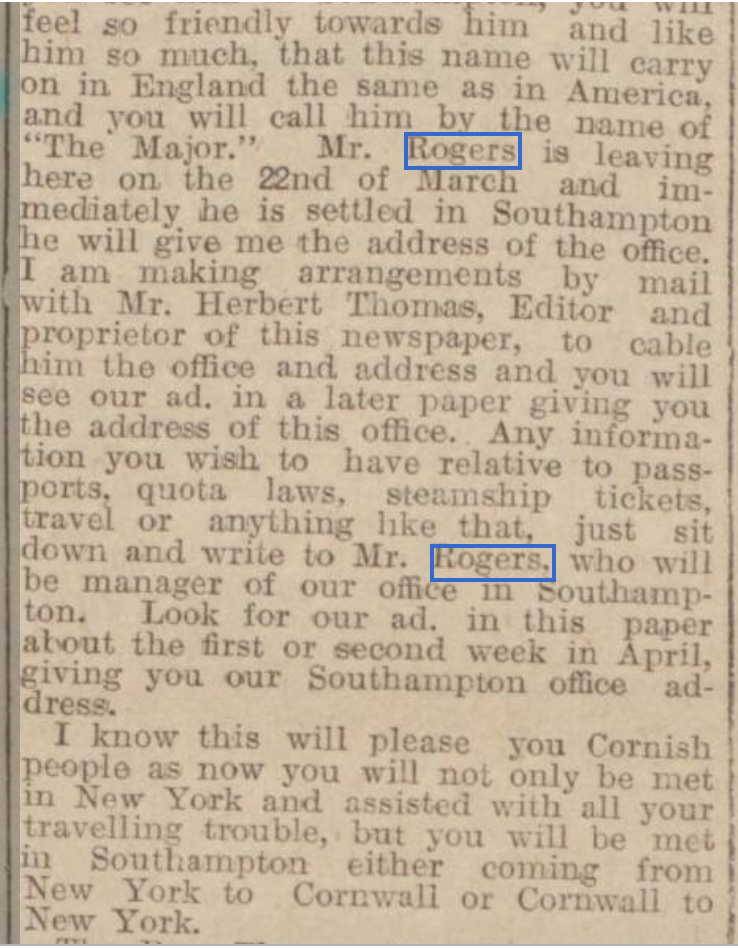 feel so friendly towards him and like
him so much, that this name will carry
on in England the same as in America,
and you will call him by the name of
"The Major." Mr. Rogers is leaving
here on the 22nd of March and im-
mediately he is settled in Southampton
he will give me the address of the office.
I am making arrangements by mail
with Mr. Herbert Thomas, Editor and
proprietor of this newspaper, to cable
him the office and address and you will
see our ad. in a later paper giving you
the address of this office. Any informa-
tion you wish to have relative to pass-
ports, quota laws, steamship tickets,
travel or anything like that, just sit
down and write to Mr. Rogers, who will
be manager of our office in Southamp-
ton. Look for our ad. in this paper
about the first or second week in April,
giving you our Southampton office ad-
dress.
I know this will please you Cornish
people as now you will not only be met
in New York and assisted with all your
travelling trouble, but you will be met
in Southampton either coming from
New York to Cornwall or Cornwall to
New York.